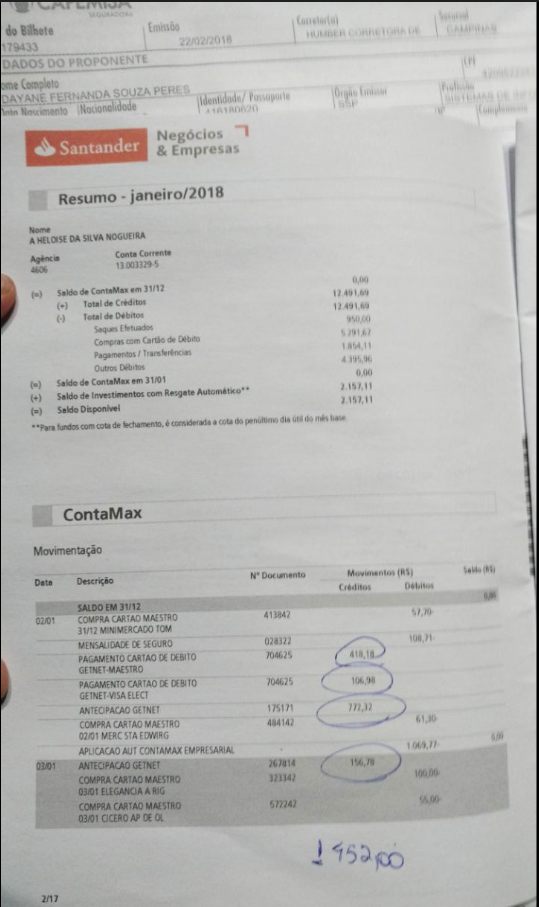 CAPEMISA
SEGURADORA
do Bilhete
Emissão
Corretor(a)
Sucursal
179433
22/02/2018
HUMBER CORRETORA DE
CAMPINAS
DADOS DO PROPONENTE
ome Completo
CPF
DAYANE FERNANDA SOUZA PERES
Nacionalidade
Identidade/ Passaporte
Órgão Emissor
Profissão
SSP
Santander
Negócios
& Empresas
Resumo - janeiro/2018
Nome
A HELOISE DA SILVA NOGUEIRA
Agência
Conta Corrente
4606
13.003329-5
(=) Saldo de ContaMax em 31/12 0,00
(+) Total de Créditos 12.491,69
(-) Total de Débitos 12.491,69
Saques Efetuados 950,00
Compras com Cartão de Débito 5.291,62
Pagamentos / Transferências 1.854,11
Outros Débitos 4.395,96
(=) Saldo de ContaMax em 31/01 0,00
(+) Saldo de Investimentos com Resgate Automático** 2.157,11
(=) Saldo Disponível 2.157,11
**Para fundos com cota de fechamento, é considerada a cota do penúltimo dia útil do mês base.
ContaMax
Movimentação
Data Descrição Nº Documento Movimentos (R$) Saldo (R$)
Créditos Débitos
SALDO EM 31/12 0,00
02/01 COMPRA CARTAO MAESTRO 413842 57,70-
31/12 MINIMERCADO TOM
MENSALIDADE DE SEGURO 028322 108,71-
PAGAMENTO CARTAO DE DEBITO 704625 418,18
GETNET-MAESTRO
PAGAMENTO CARTAO DE DEBITO 704625 106,98
GETNET-VISA ELECT
ANTECIPACAO GETNET 175171 772,32
COMPRA CARTAO MAESTRO 484142 61,30-
02/01 MERC STA EDWIRG
APLICACAO AUT CONTAMAX EMPRESARIAL - 1.069,77- 0,00
03/01 ANTECIPACAO GETNET 267818 156,78
COMPRA CARTAO MAESTRO 323342 100,00-
03/01 ELEGANCIA A RIG
COMPRA CARTAO MAESTRO 572242 55,00-
03/01 CICERO AP DE OL
2/17